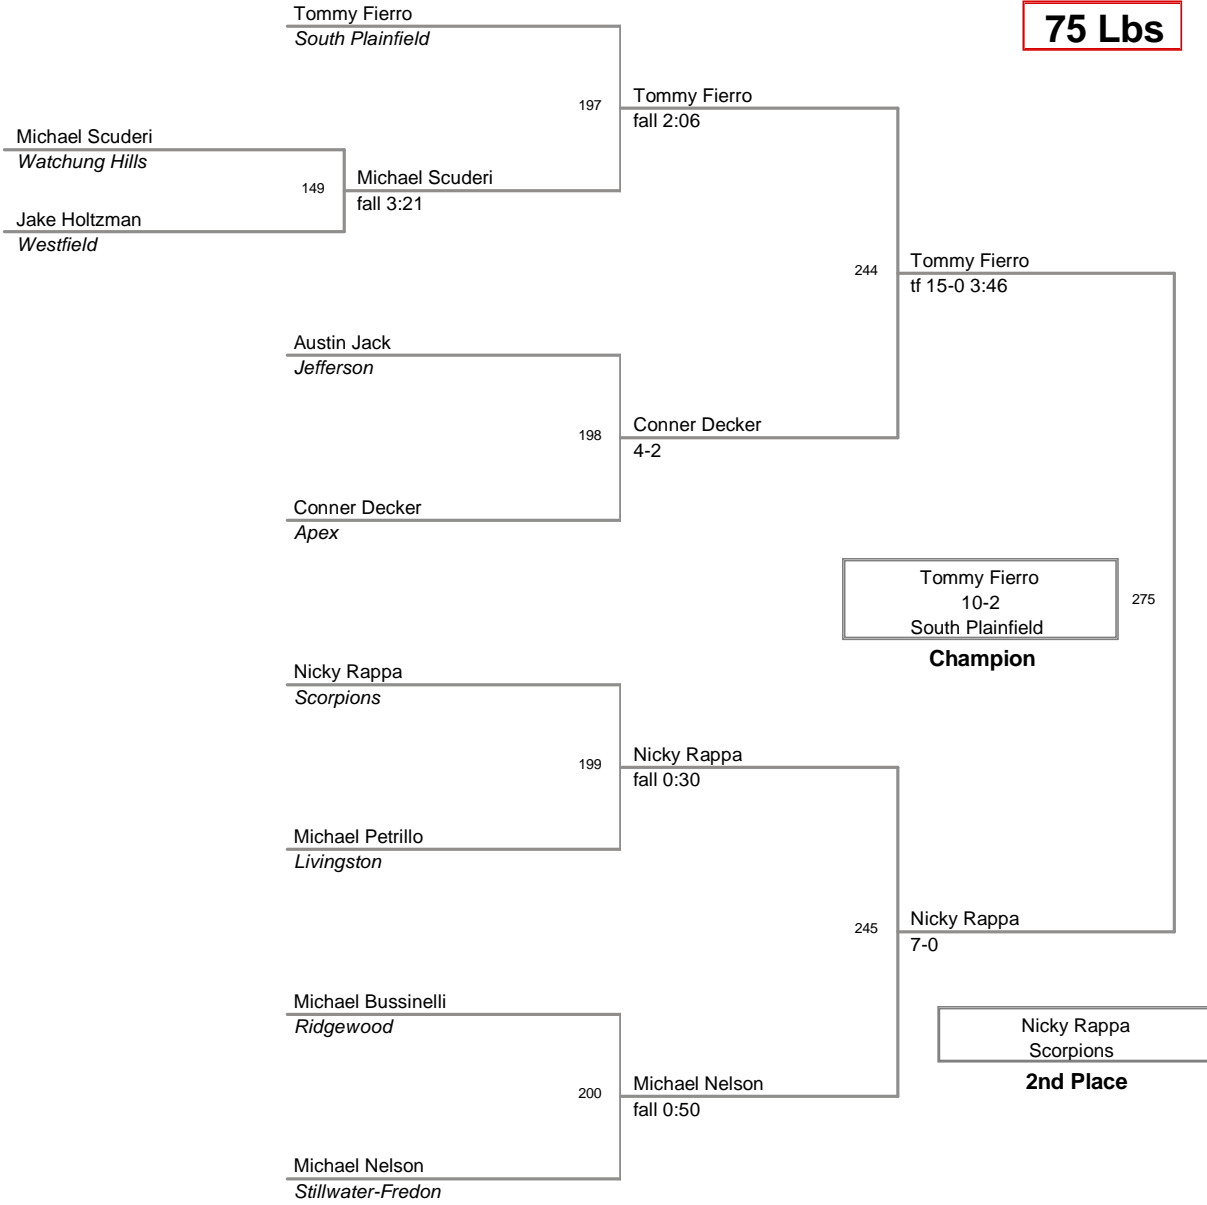 Tommy Fierro
South Plainfield
75 Lbs
197
Tommy Fierro
fall 2:06
Michael Scuderi
Watchung Hills
149
Michael Scuderi
fall 3:21
Jake Holtzman
Westfield
244
Tommy Fierro
tf 15-0 3:46
Austin Jack
Jefferson
198
Conner Decker
4-2
Conner Decker
Apex
Tommy Fierro
10-2
South Plainfield
275
Champion
Nicky Rappa
Scorpions
199
Nicky Rappa
fall 0:30
Michael Petrillo
Livingston
245
Nicky Rappa
7-0
Michael Bussinelli
Ridgewood
Nicky Rappa
Scorpions
2nd Place
200
Michael Nelson
fall 0:50
Michael Nelson
Stillwater-Fredon